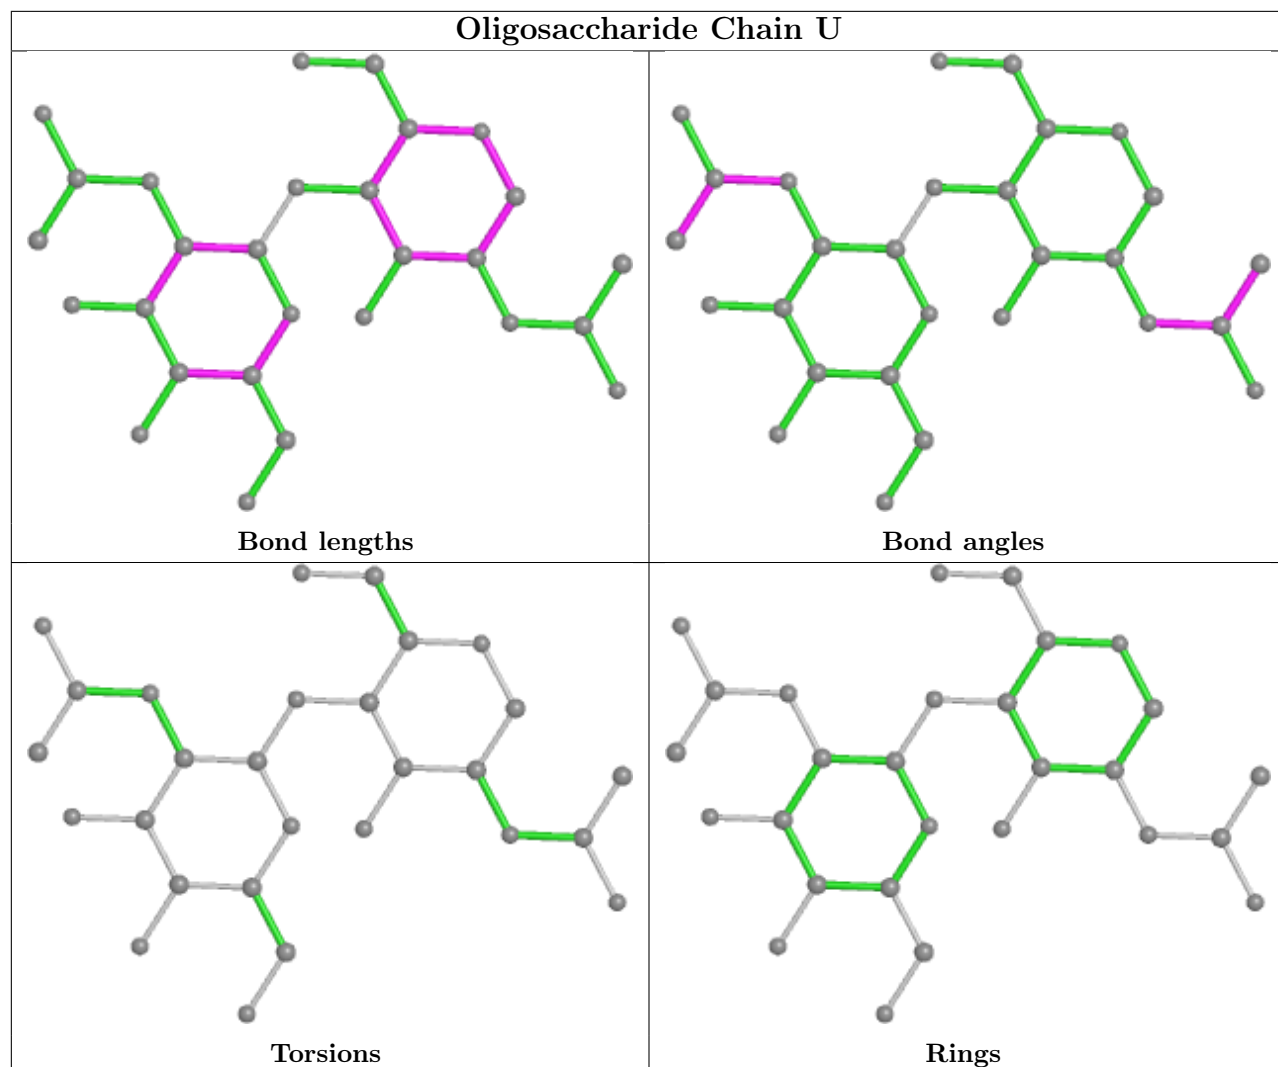 Oligosaccharide Chain U
Bond lengths
Bond angles
Torsions
Rings